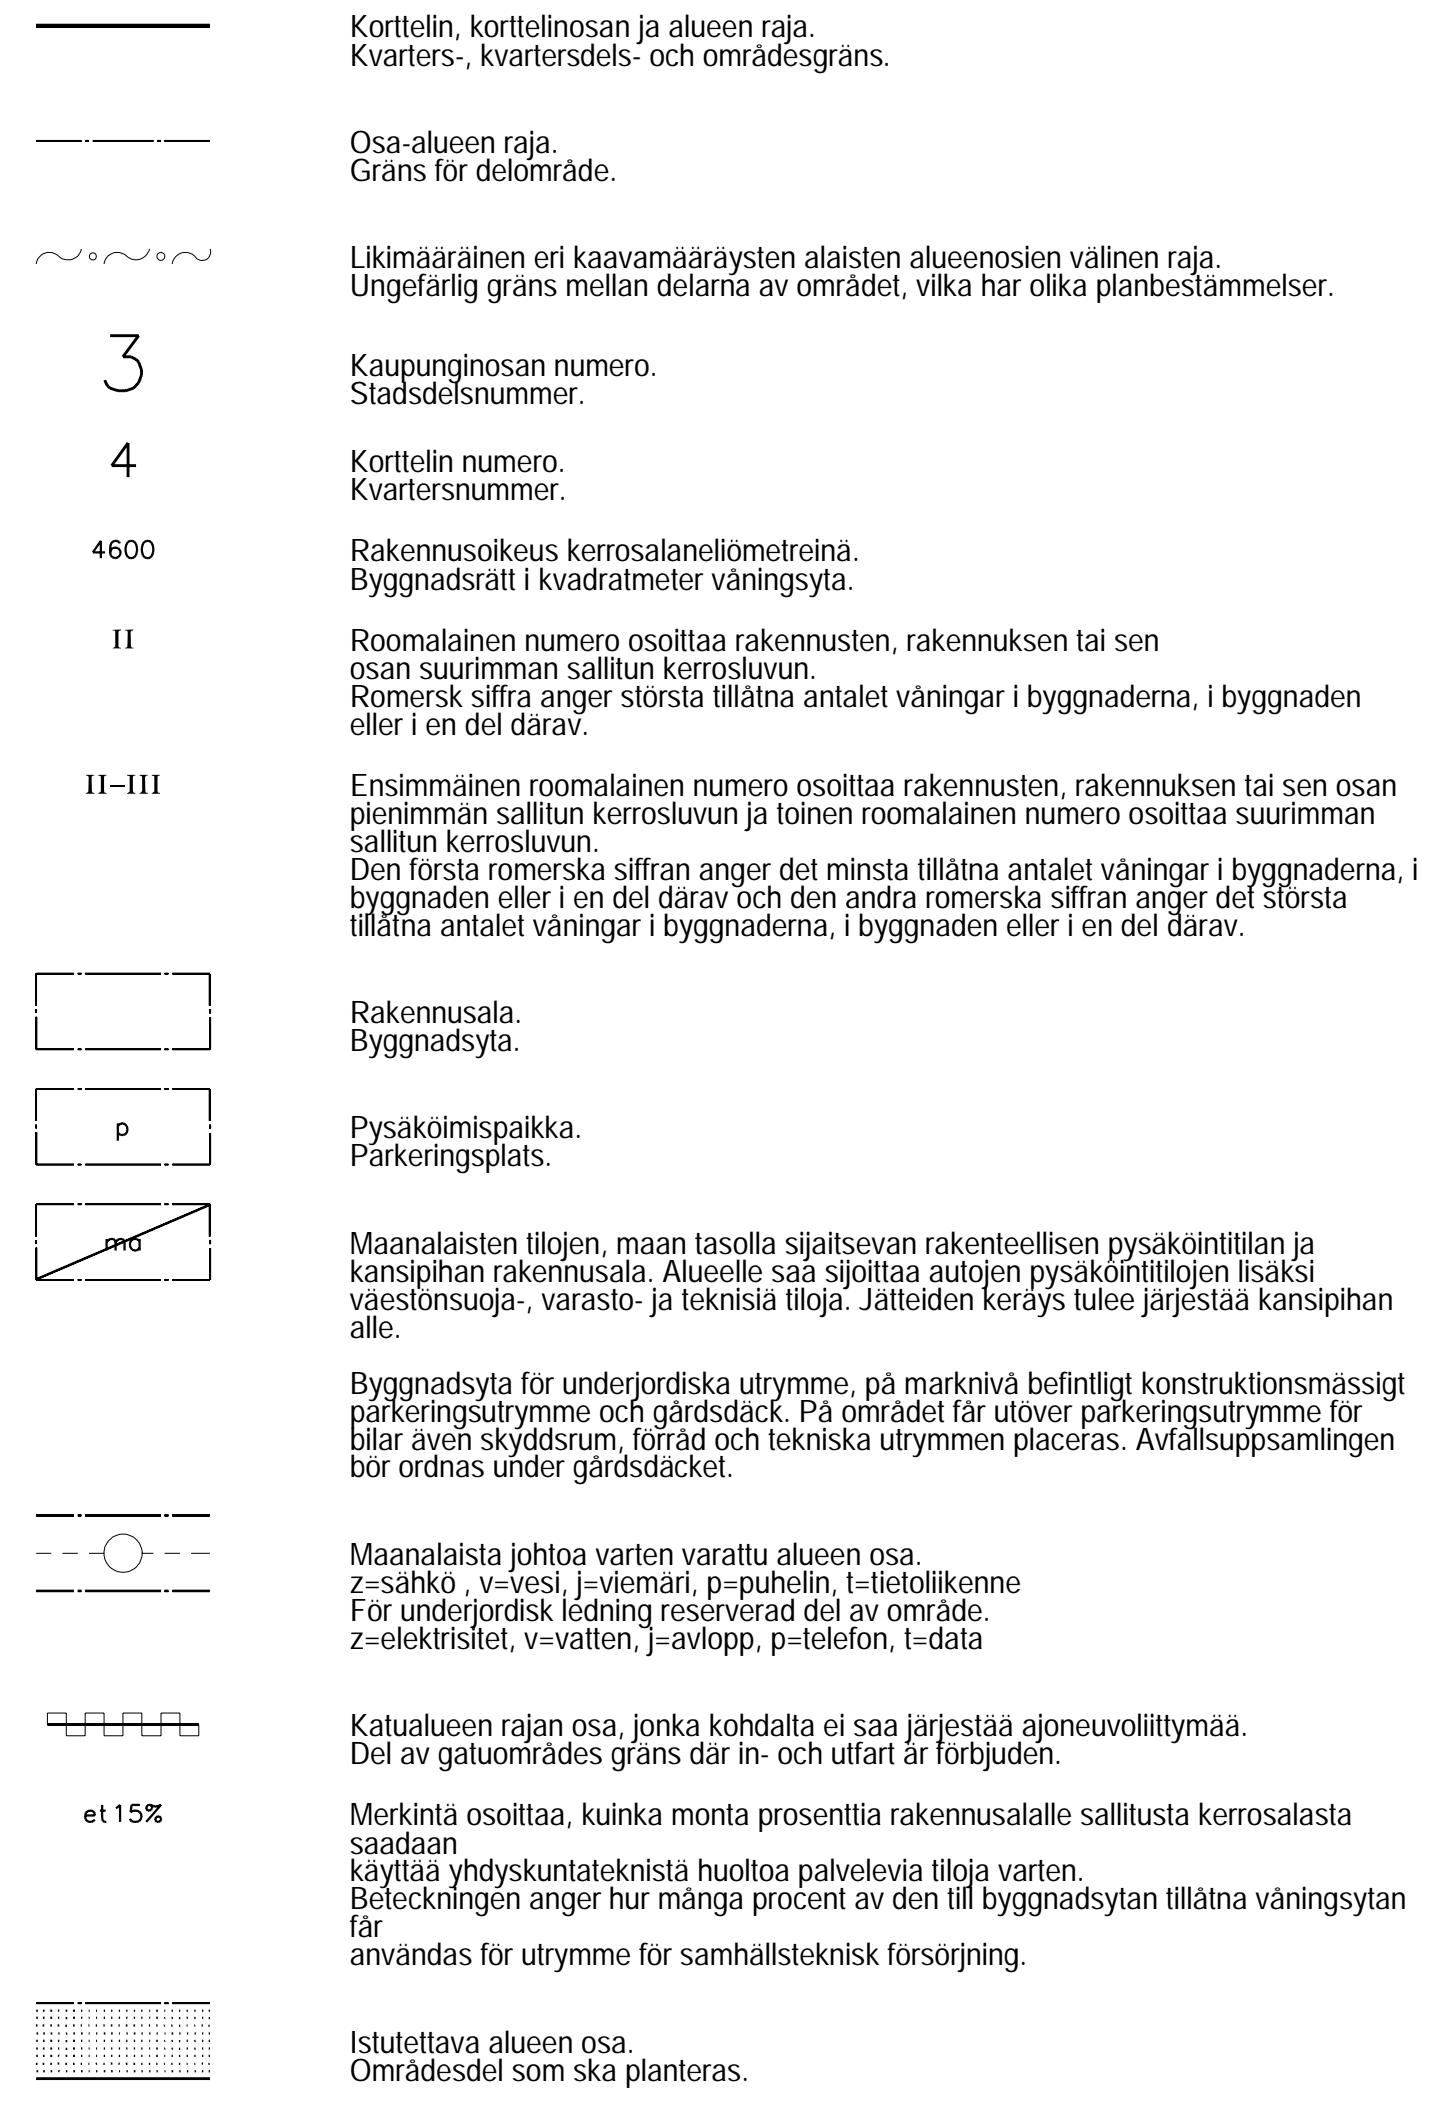 Korttelin, korttelinosan ja alueen raja.
Kvarters-, kvartersdels- och områdesgräns.
Osa-alueen raja.
Gräns för delområde.
Likimääräinen eri kaavamääräysten alaisten alueenosien välinen raja.
Ungefärlig gräns mellan delarna av området, vilka har olika planbestämmelser.
3
Kaupunginosan numero.
Stadsdelsnummer.
4
Korttelin numero.
Kvartersnummer.
4600
Rakennusoikeus kerrosalaneliömetreinä.
Byggnadsrätt i kvadratmeter våningsyta.
II
Roomalainen numero osoittaa rakennusten, rakennuksen tai sen
osan suurimman sallitun kerrosluvun.
Romersk siffra anger största tillåtna antalet våningar i byggnaderna, i byggnaden
eller i en del därav.
II–III
Ensimmäinen roomalainen numero osoittaa rakennusten, rakennuksen tai sen osan
pienimmän sallitun kerrosluvun ja toinen roomalainen numero osoittaa suurimman
sallitun kerrosluvun.
Den första romerska siffran anger det minsta tillåtna antalet våningar i byggnaderna, i
byggnaden eller i en del därav och den andra romerska siffran anger det största
tillåtna antalet våningar i byggnaderna, i byggnaden eller i en del därav.
Rakennusala.
Byggnadsyta.
p
Pysäköimispaikka.
Parkeringsplats.
ma
Maanalaisten tilojen, maan tasolla sijaitsevan rakenteellisen pysäköintitilan ja
kansipihan rakennusala. Alueelle saa sijoittaa autojen pysäköintitilojen lisäksi
väestönsuoja-, varasto- ja teknisiä tiloja. Jätteiden keräys tulee järjestää kansipihan
alle.
Byggnadsyta för underjordiska utrymme, på marknivå befintligt konstruktionsmässigt
parkeringsutrymme och gårdsdäck. På området får utöver parkeringsutrymme för
bilar även skyddsrum, förråd och tekniska utrymmen placeras. Avfallsuppsamlingen
bör ordnas under gårdsdäcket.
Maanalaista johtoa varten varattu alueen osa.
z=sähkö , v=vesi, j=viemäri, p=puhelin, t=tietoliikenne
För underjordisk ledning reserverad del av område.
z=elektrisitet, v=vatten, j=avlopp, p=telefon, t=data
Katualueen rajan osa, jonka kohdalta ei saa järjestää ajoneuvoliittymää.
Del av gatuområdes gräns där in- och utfart är förbjuden.
et 15%
Merkintä osoittaa, kuinka monta prosenttia rakennusalalle sallitusta kerrosalasta
saadaan
käyttää yhdyskuntateknistä huoltoa palvelevia tiloja varten.
Beteckningen anger hur många procent av den till byggnadsytan tillåtna våningsytan
får
användas för utrymme för samhällsteknisk försörjning.
Istutettava alueen osa.
Områdesdel som ska planteras.